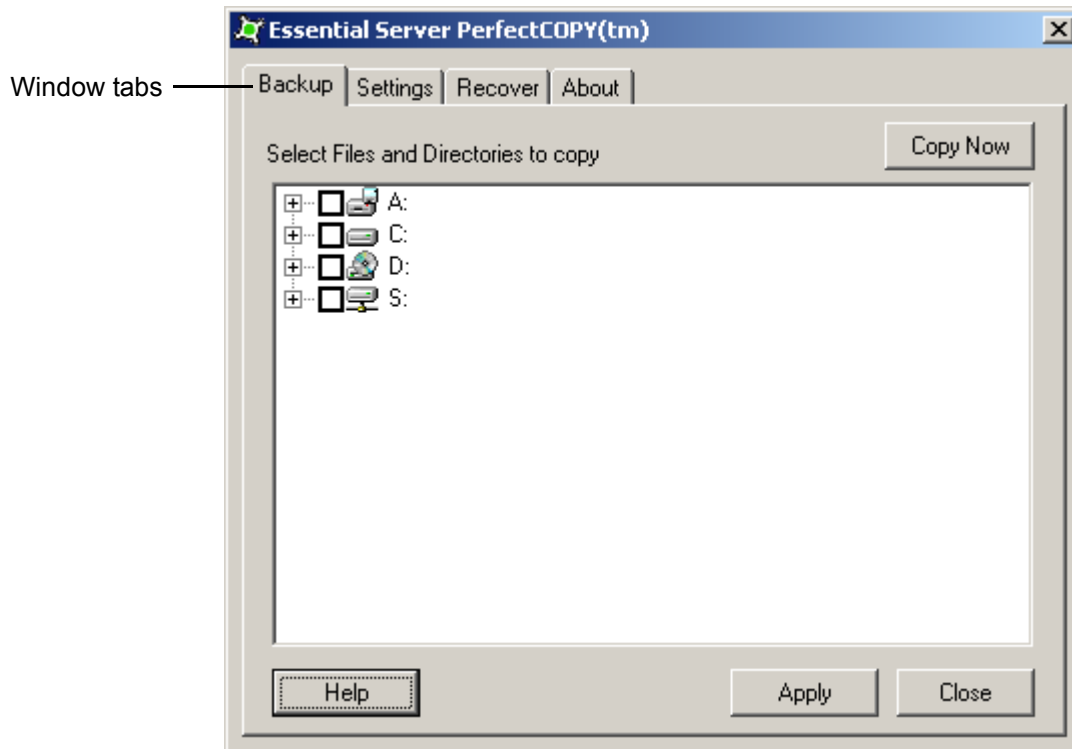 Essential Server PerfectCOPY(tm)
Window tabs
Backup Settings Recover About
Select Files and Directories to copy
Copy Now
A:
C:
D:
S:
Help
Apply
Close